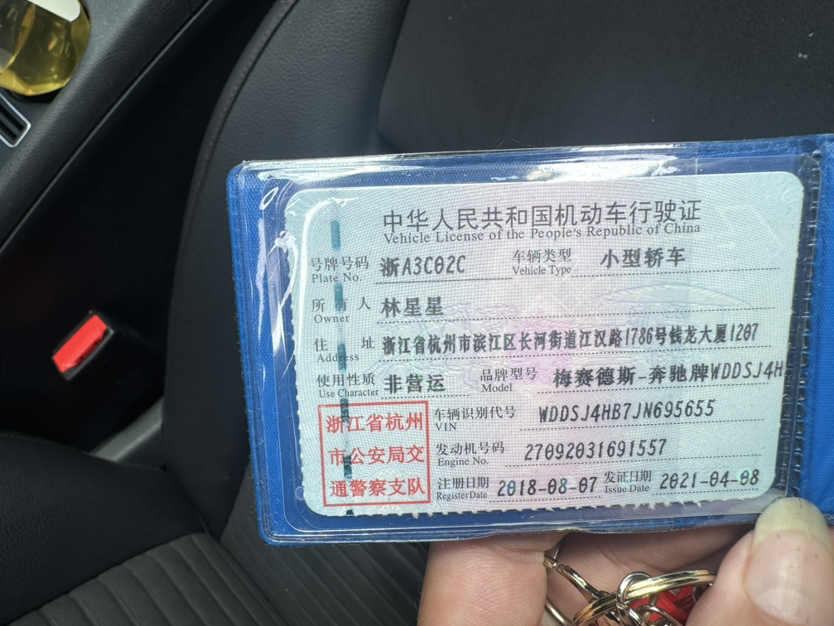 中华人民共和国机动车行驶证
Vehicle License of the People's Republic of China
号牌号码 Plate No. 浙A3C02C 车辆类型 Vehicle Type 小型轿车
所有人 Owner 林星星
住址 Address 浙江省杭州市滨江区长河街道江汉路1786号钱龙大厦1207
使用性质 Use Character 非营运 品牌型号 Model 梅赛德斯-奔驰牌WDDSJ4H
浙江省杭州 车辆识别代号 VIN WDDSJ4HB7JN695655
市公安局交 发动机号码 Engine No. 27092031691557
通警察支队 注册日期 Register Date 2018-08-07 发证日期 Issue Date 2021-04-08